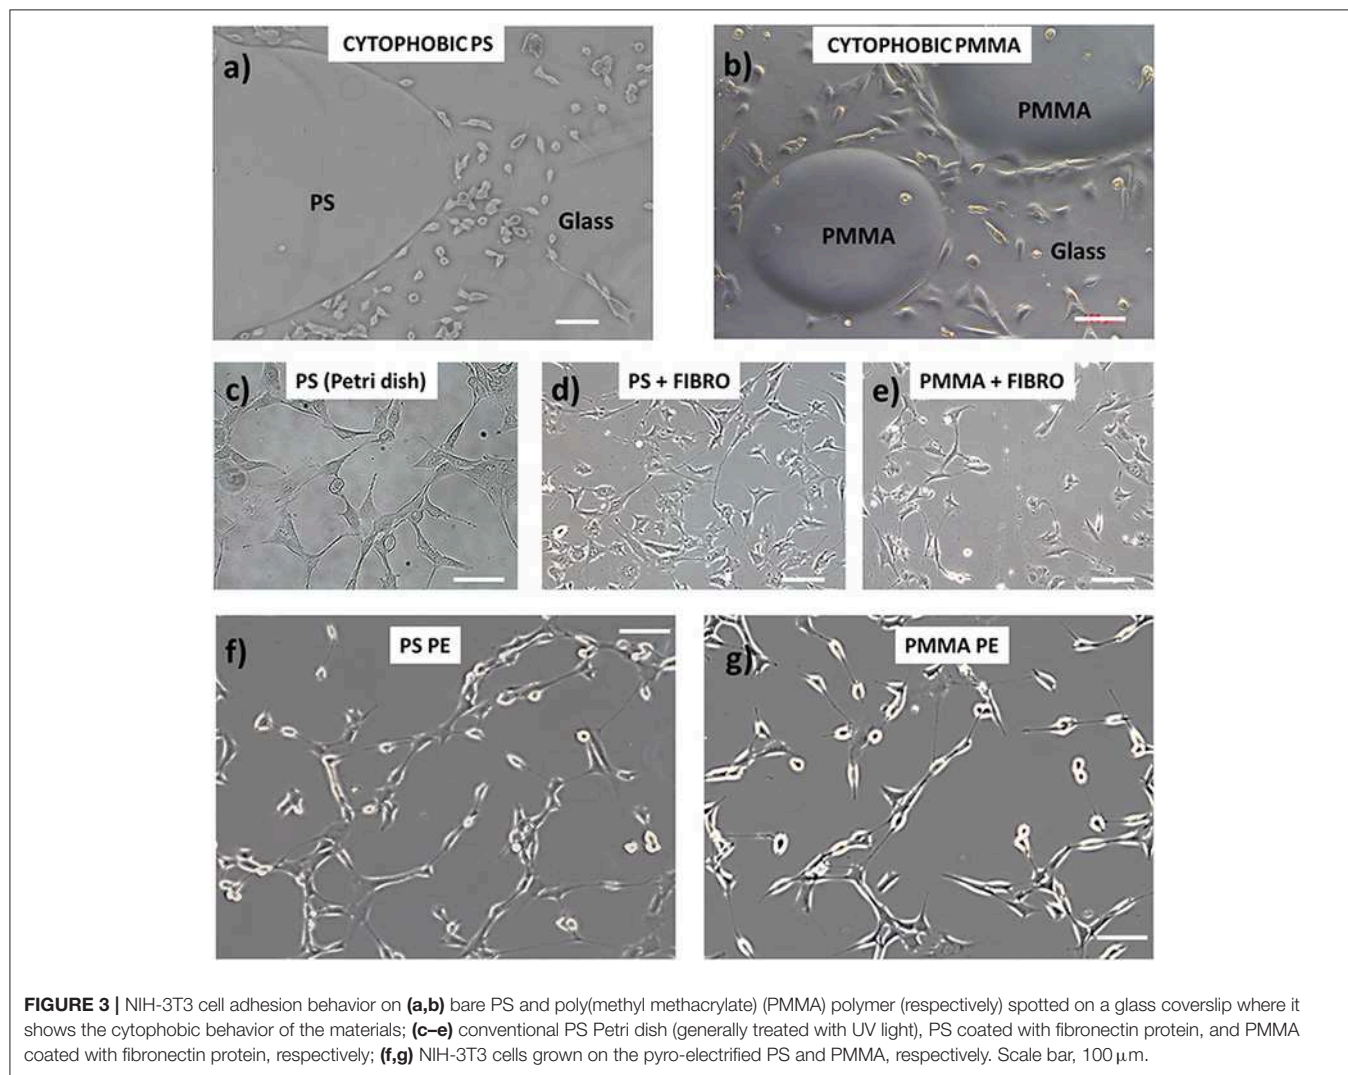 CYTOPHOBIC PS
a)
PS
Glass
CYTOPHOBIC PMMA
b)
PMMA
PMMA
Glass
c)
PS (Petri dish)
d)
PS + FIBRO
e)
PMMA + FIBRO
f)
PS PE
g)
PMMA PE
FIGURE 3 | NIH-3T3 cell adhesion behavior on (a,b) bare PS and poly(methyl methacrylate) (PMMA) polymer (respectively) spotted on a glass coverslip where it
shows the cytophobic behavior of the materials; (c–e) conventional PS Petri dish (generally treated with UV light), PS coated with fibronectin protein, and PMMA
coated with fibronectin protein, respectively; (f,g) NIH-3T3 cells grown on the pyro-electrified PS and PMMA, respectively. Scale bar, 100 μm.